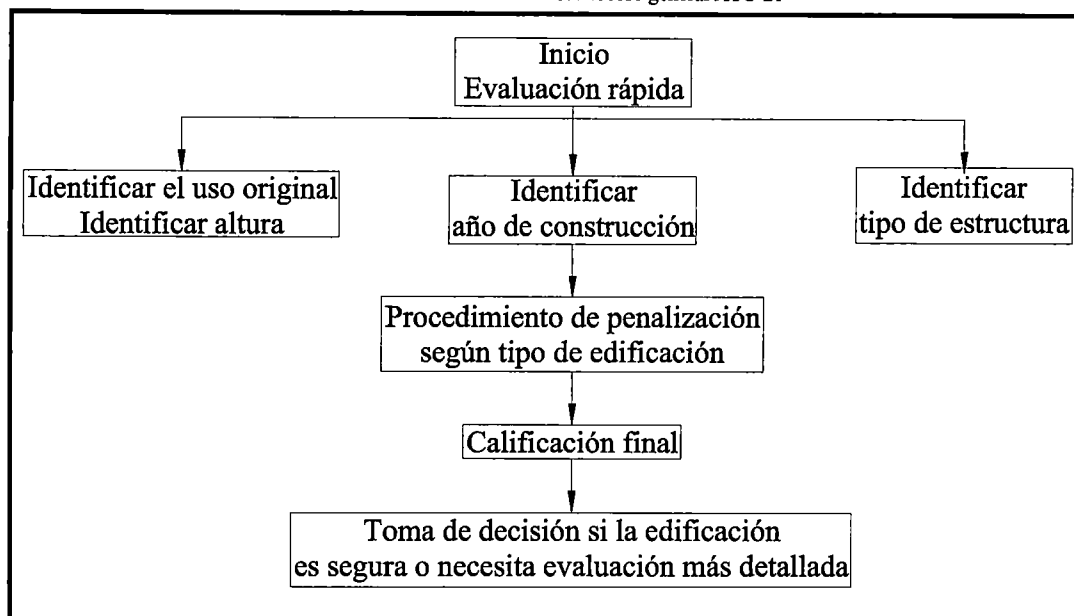 Inicio
Evaluación rápida
Identificar el uso original
Identificar altura
Identificar
año de construcción
Identificar
tipo de estructura
Procedimiento de penalización
según tipo de edificación
Calificación final
Toma de decisión si la edificación
es segura o necesita evaluación más detallada